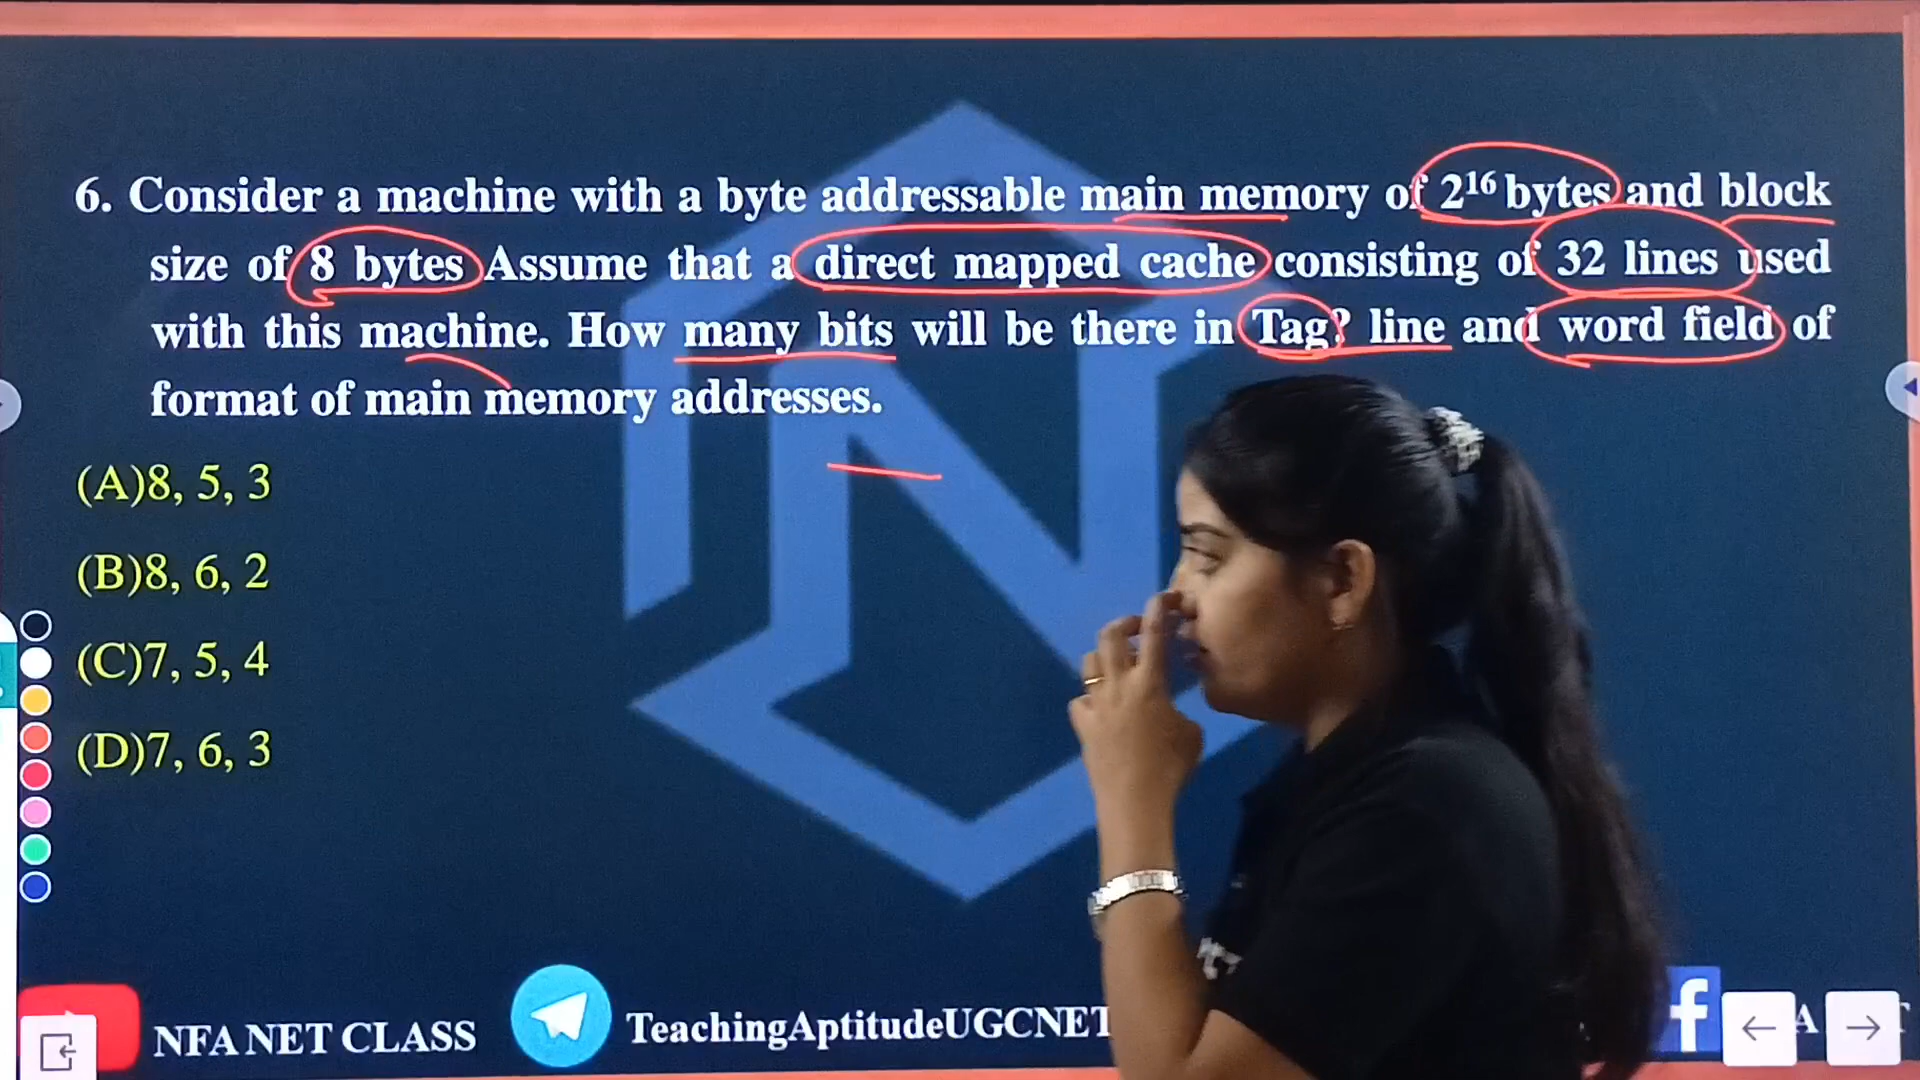 6. Consider a machine with a byte addressable main memory of 2¹⁶ bytes and block
size of 8 bytes Assume that a direct mapped cache consisting of 32 lines used
with this machine. How many bits will be there in Tag? line and word field of
format of main memory addresses.
(A)8, 5, 3
(B)8, 6, 2
(C)7, 5, 4
(D)7, 6, 3
NFA NET CLASS
TeachingAptitudeUGCNET